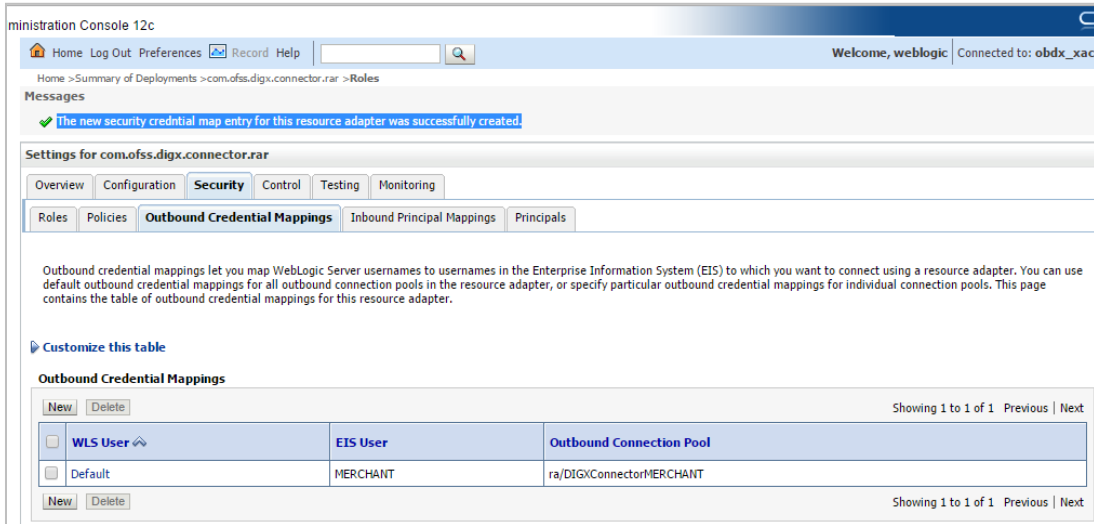 ministration Console 12c
Home Log Out Preferences Record Help
Welcome, weblogic Connected to: obdx_xac
Home >Summary of Deployments >com.ofss.digx.connector.rar >Roles
Messages
The new security credntial map entry for this resource adapter was successfully created.
Settings for com.ofss.digx.connector.rar
Overview Configuration Security Control Testing Monitoring
Roles Policies Outbound Credential Mappings Inbound Principal Mappings Principals
Outbound credential mappings let you map WebLogic Server usernames to usernames in the Enterprise Information System (EIS) to which you want to connect using a resource adapter. You can use
default outbound credential mappings for all outbound connection pools in the resource adapter, or specify particular outbound credential mappings for individual connection pools. This page
contains the table of outbound credential mappings for this resource adapter.
Customize this table
Outbound Credential Mappings
New Delete Showing 1 to 1 of 1 Previous | Next
WLS User EIS User Outbound Connection Pool
Default MERCHANT ra/DIGXConnectorMERCHANT
New Delete Showing 1 to 1 of 1 Previous | Next